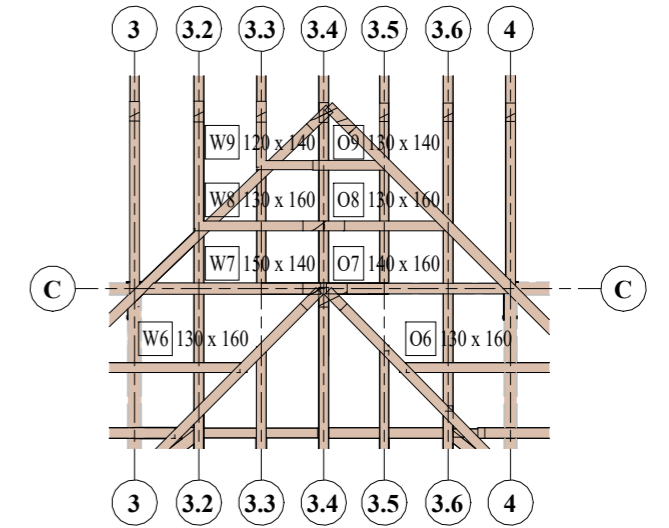 3 3.2 3.3 3.4 3.5 3.6 4
W9 120 x 140 O9 130 x 140
W8 130 x 160 O8 130 x 160
W7 150 x 140 O7 140 x 160
C C
W6 130 x 160 O6 130 x 160
3 3.2 3.3 3.4 3.5 3.6 4